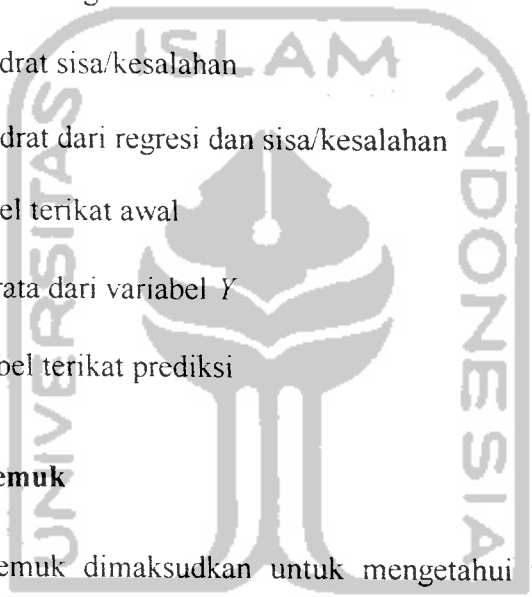 drat sisa/kesalahan
drat dari regresi dan sisa/kesalahan
el terikat awal
rata dari variabel Y
bel terikat prediksi
emuk
emuk dimaksudkan untuk mengetahui
UNIVERSITAS
ISLAM
INDONESIA